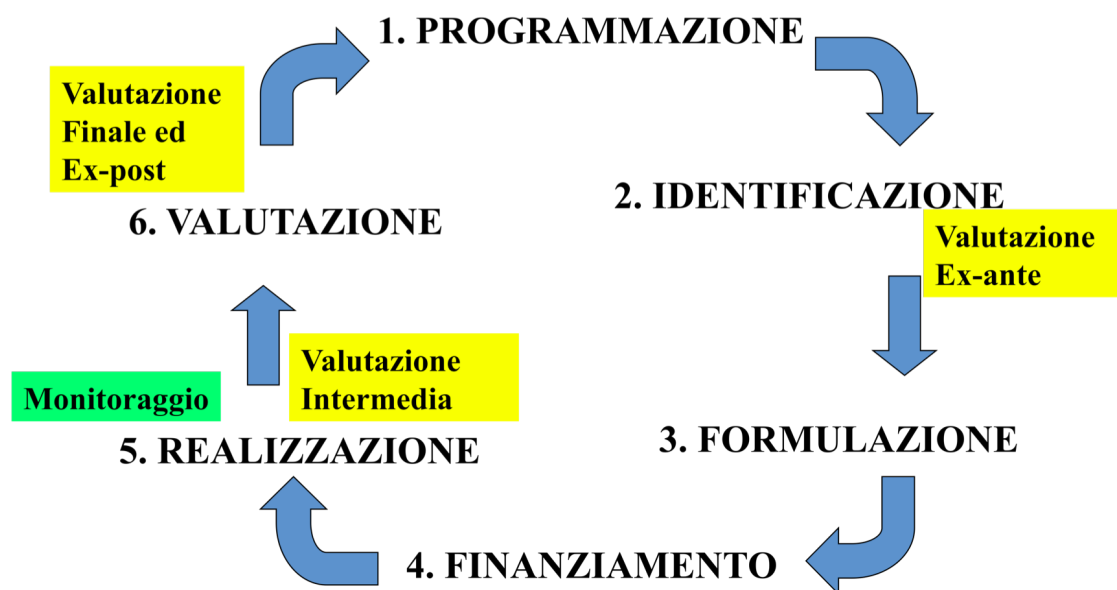 1. PROGRAMMAZIONE
Valutazione
Finale ed
Ex-post
2. IDENTIFICAZIONE
6. VALUTAZIONE
Valutazione
Ex-ante
Valutazione
Intermedia
Monitoraggio
3. FORMULAZIONE
5. REALIZZAZIONE
4. FINANZIAMENTO